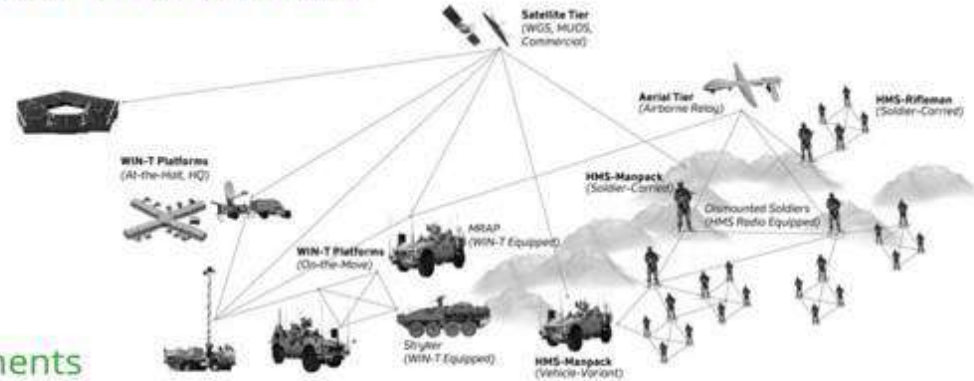 Satellite Tier
(WGS, MUOS,
Commercial)
Aerial Tier
(Airborne Relay)
HMS-Rifleman
(Soldier-Carried)
WIN-T Platforms
(At-the-Halt, HQ)
HMS-Manpack
(Soldier-Carried)
Dismounted Soldiers
(HMS Radio Equipped)
MRAP
(WIN-T Equipped)
WIN-T Platforms
(On-the-Move)
Stryker
(WIN-T Equipped)
HMS-Manpack
(Vehicle-Variant)
nents